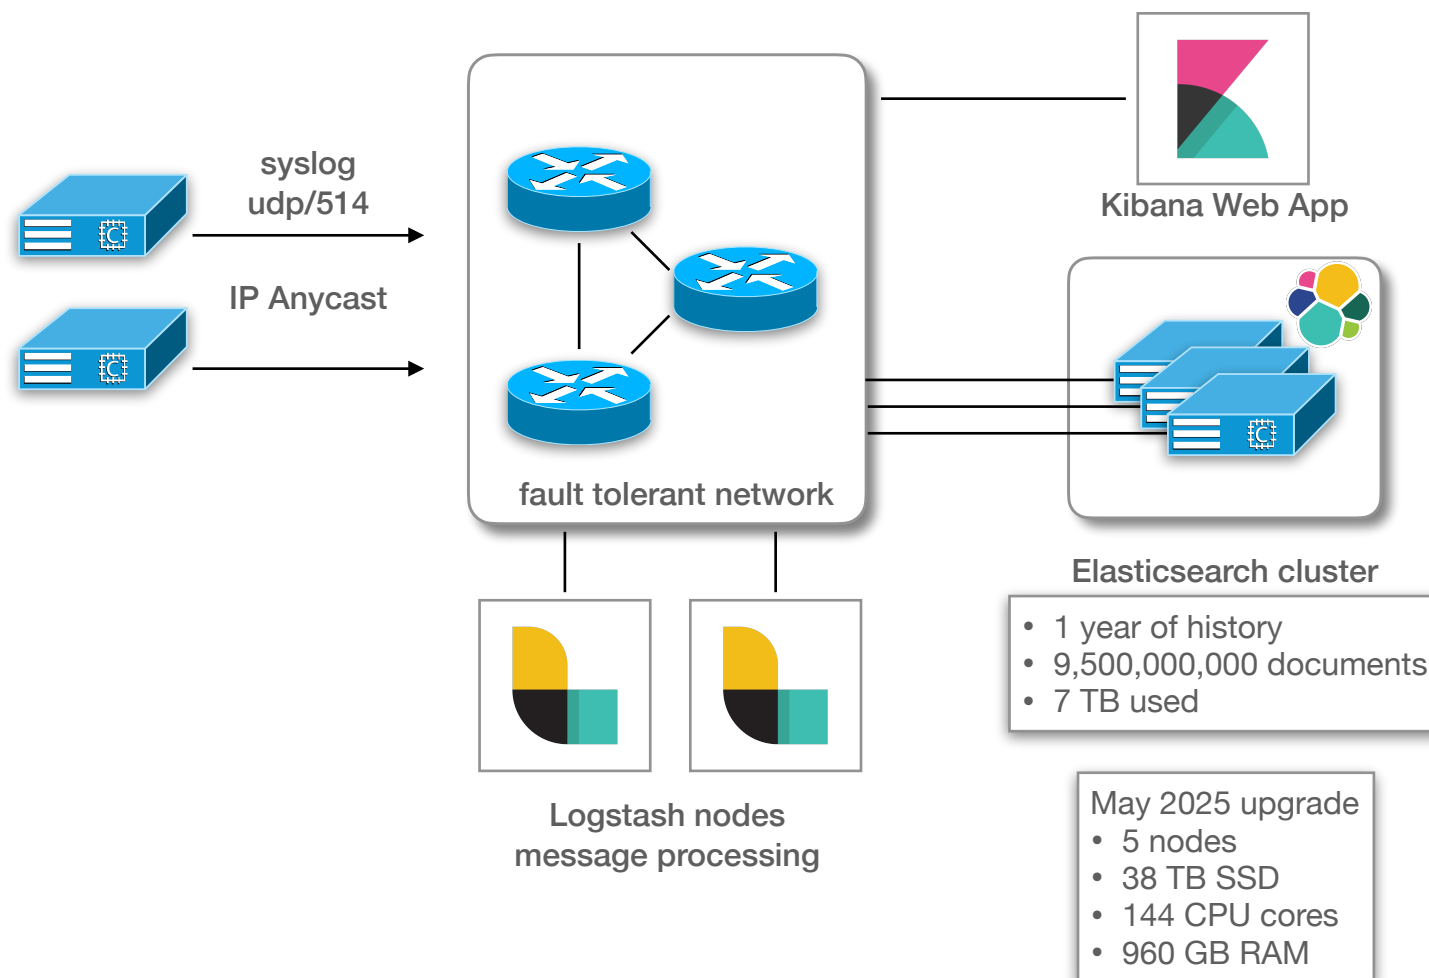 syslog
udp/514
IP Anycast
fault tolerant network
Kibana Web App
Elasticsearch cluster
• 1 year of history
• 9,500,000,000 documents
• 7 TB used
Logstash nodes
message processing
May 2025 upgrade
• 5 nodes
• 38 TB SSD
• 144 CPU cores
• 960 GB RAM